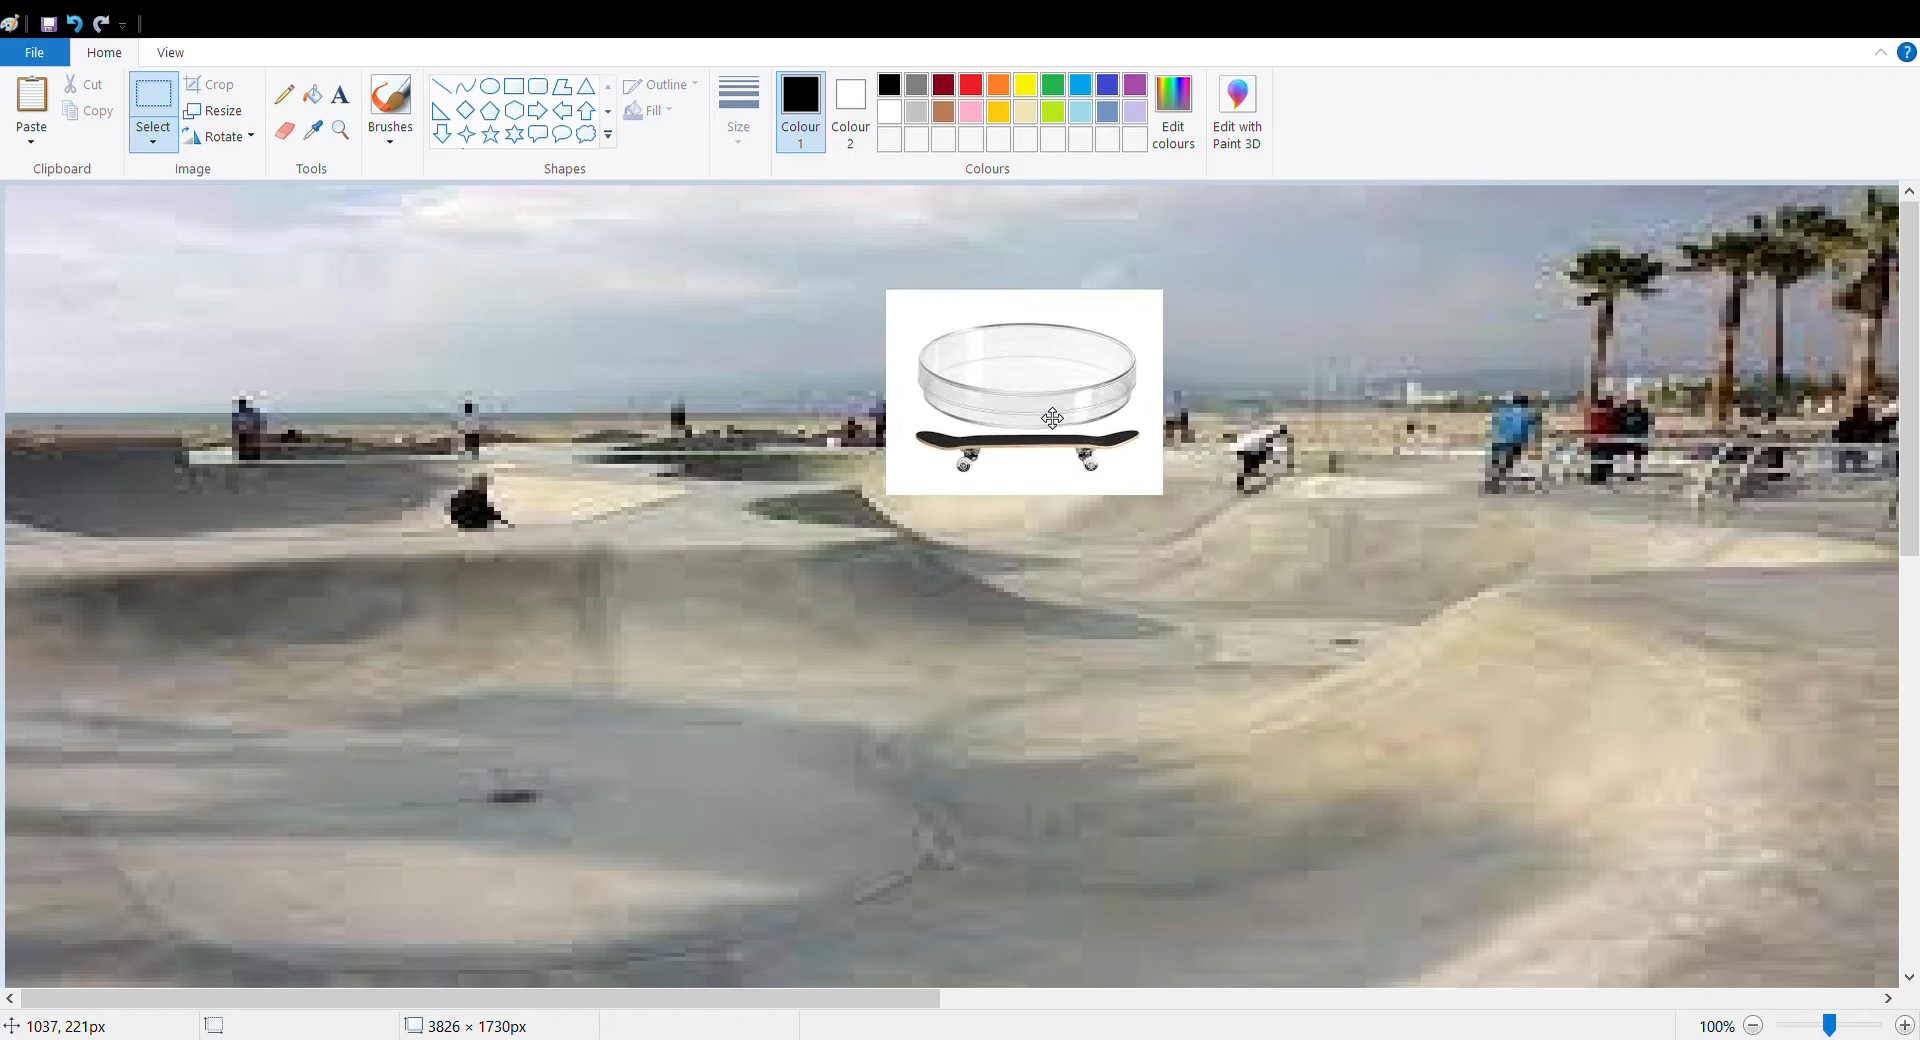 File Home View
Paste
Cut
Copy
Clipboard
Select
Crop
Resize
Rotate
Image
A
Tools
Brushes
Shapes
Outline
Fill
Size
Colour
1
Colour
2
Edit
colours
Colours
Edit with
Paint 3D
?
1037, 221px
3826 × 1730px
100%